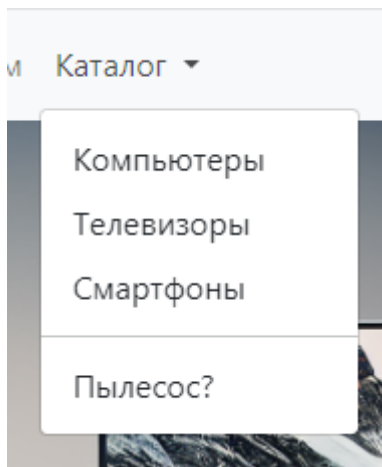 Каталог
Компьютеры
Телевизоры
Смартфоны
Пылесос?